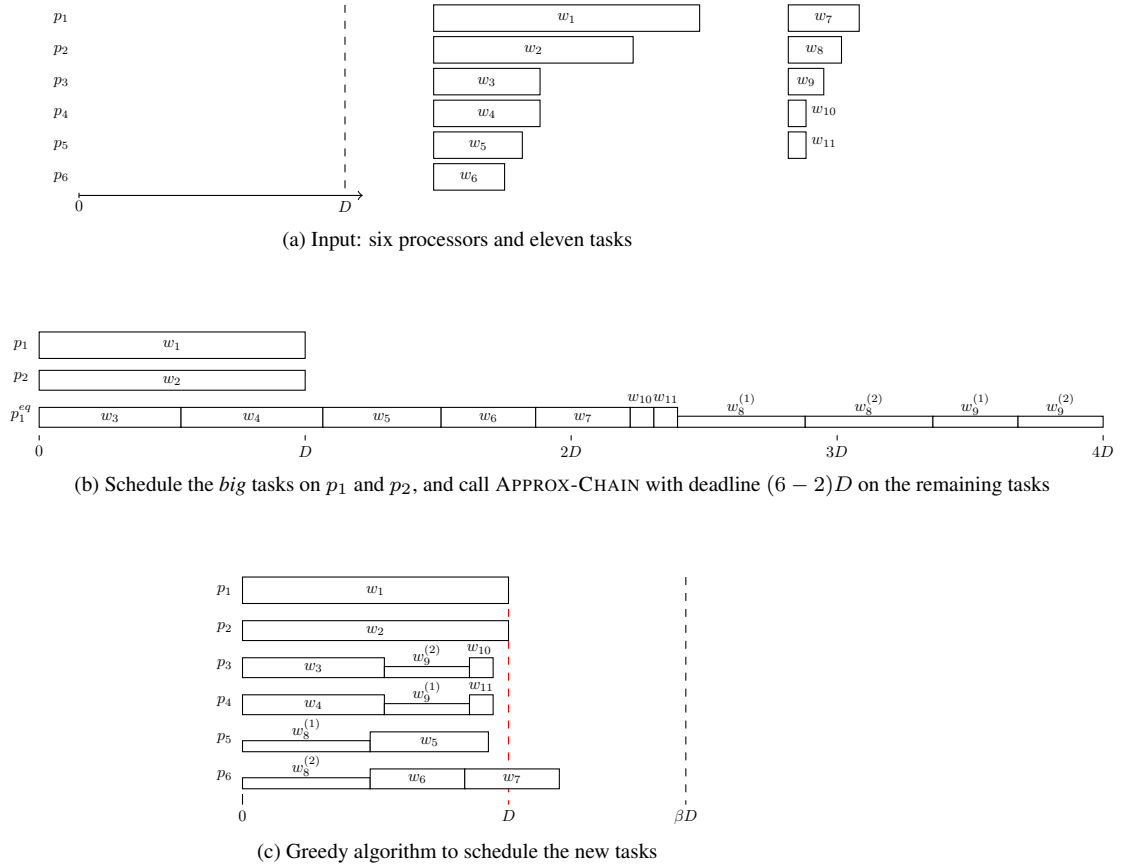 p₁ w₁ w₇
p₂ w₂ w₈
p₃ w₃ w₉
p₄ w₄ w₁₀
p₅ w₅ w₁₁
p₆ w₆
0 D
(a) Input: six processors and eleven tasks
p₁ w₁
p₂ w₂
p₁^{eq} w₃ w₄ w₅ w₆ w₇ w₁₀ w₁₁ w₈^{(1)} w₈^{(2)} w₉^{(1)} w₉^{(2)}
0 D 2D 3D 4D
(b) Schedule the big tasks on p₁ and p₂, and call APPROX-CHAIN with deadline (6 − 2)D on the remaining tasks
p₁ w₁
p₂ w₂
p₃ w₃ w₉^{(2)} w₁₀
p₄ w₄ w₉^{(1)} w₁₁
p₅ w₈^{(1)} w₅
p₆ w₈^{(2)} w₆ w₇
0 D βD
(c) Greedy algorithm to schedule the new tasks